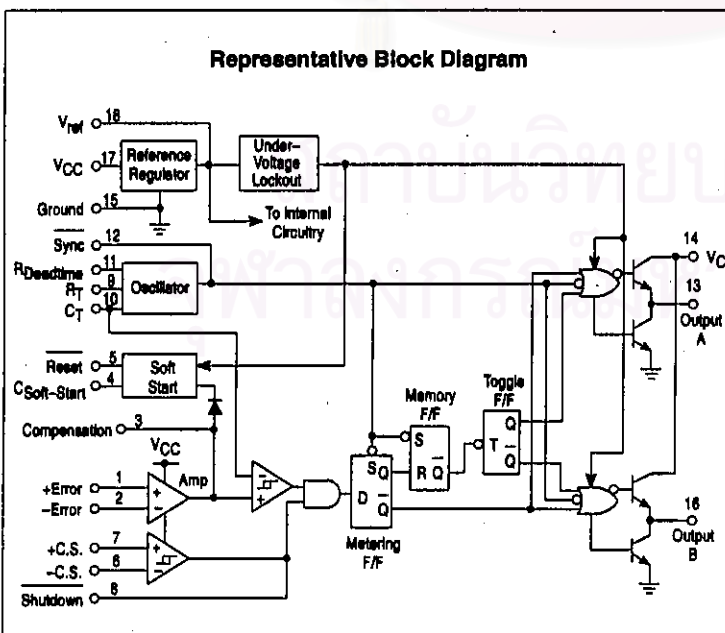 Representative Block Diagram
Vref 18
VCC 17
Reference
Regulator
Under-
Voltage
Lockout
Ground 15
To Internal
Circuitry
Sync 12
RDeadtime 11
RT 9
CT 10
Oscillator
14 VC
13
Output
A
Reset 5
CSoft-Start 4
Soft
Start
Memory
F/F
Toggle
F/F
Compensation 3
VCC
S
R Q
T
Q
Q
+Error 1
−Error 2
+
−
Amp
−
+
S
D
Q
Q
Metering
F/F
16
Output
B
+C.S. 7
−C.S. 6
+
−
Shutdown 8